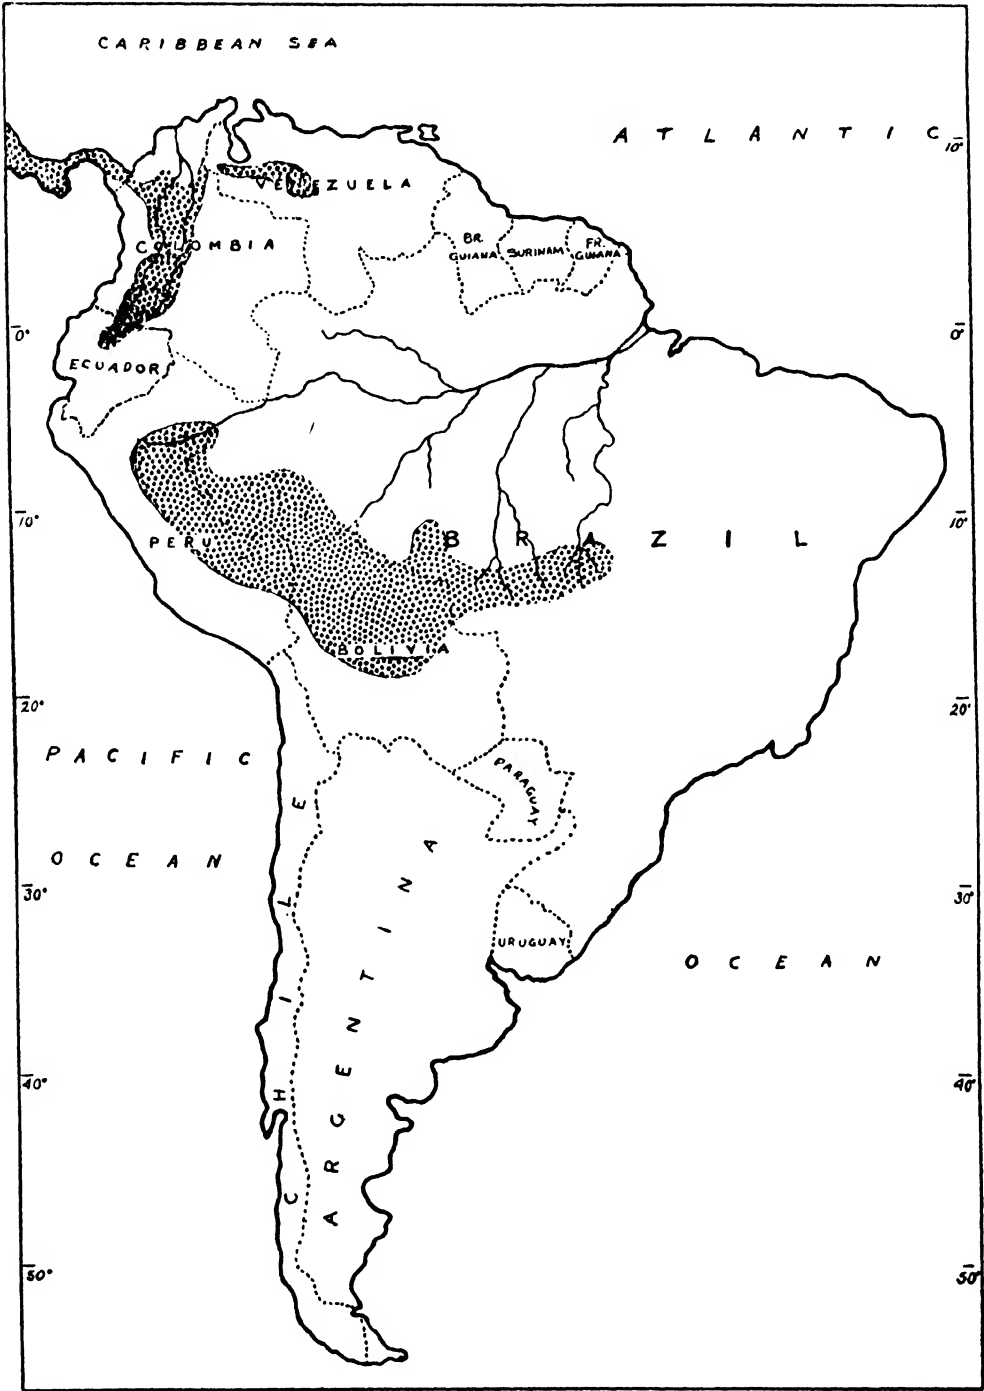 CARIBBEAN SEA
ATLANTIC
10°
VENEZUELA
COLOMBIA
BR. GUIANA
SURINAM
FR. GUIANA
0°
0°
ECUADOR
10°
10°
PERU
BRAZIL
BOLIVIA
20°
20°
PACIFIC
OCEAN
PARAGUAY
30°
30°
CHILE
ARGENTINA
URUGUAY
OCEAN
40°
40°
50°
50°